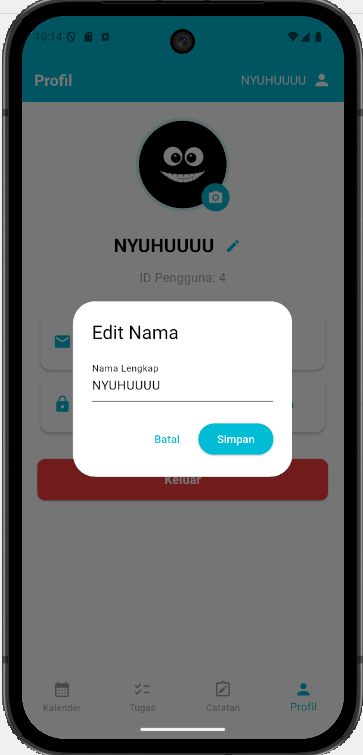 10:14
Profil
NYUHUUUU
NYUHUUUU
ID Pengguna: 4
Edit Nama
Nama Lengkap
NYUHUUUU
Batal
Simpan
Keluar
Kalender
Tugas
Catatan
Profil